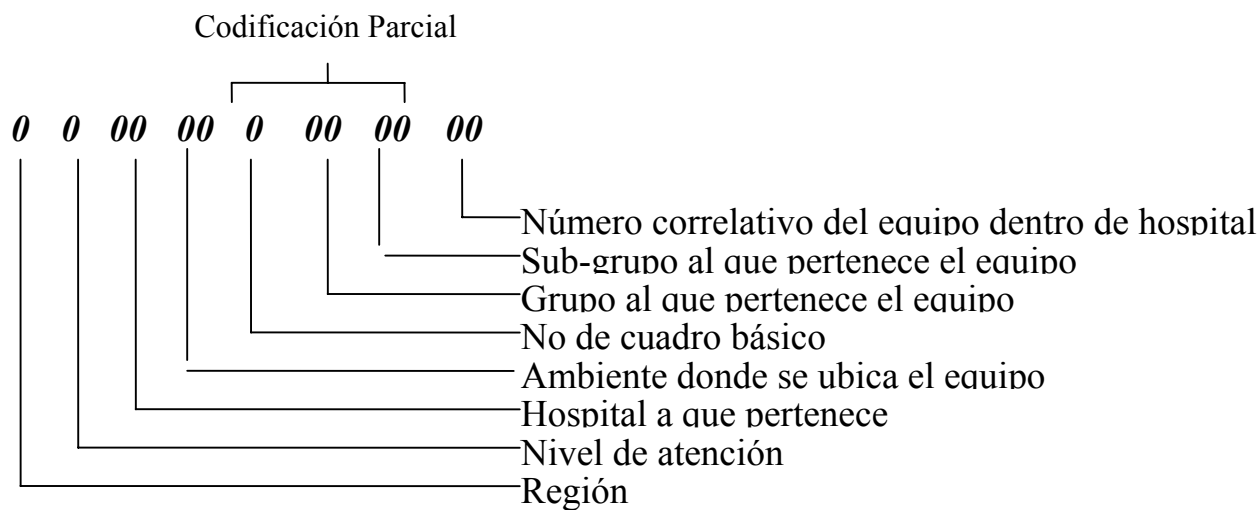 Codificación Parcial
0 0 00 00 0 00 00 00
Número correlativo del equipo dentro de hospital
Sub-grupo al que pertenece el equipo
Grupo al que pertenece el equipo
No de cuadro básico
Ambiente donde se ubica el equipo
Hospital a que pertenece
Nivel de atención
Región